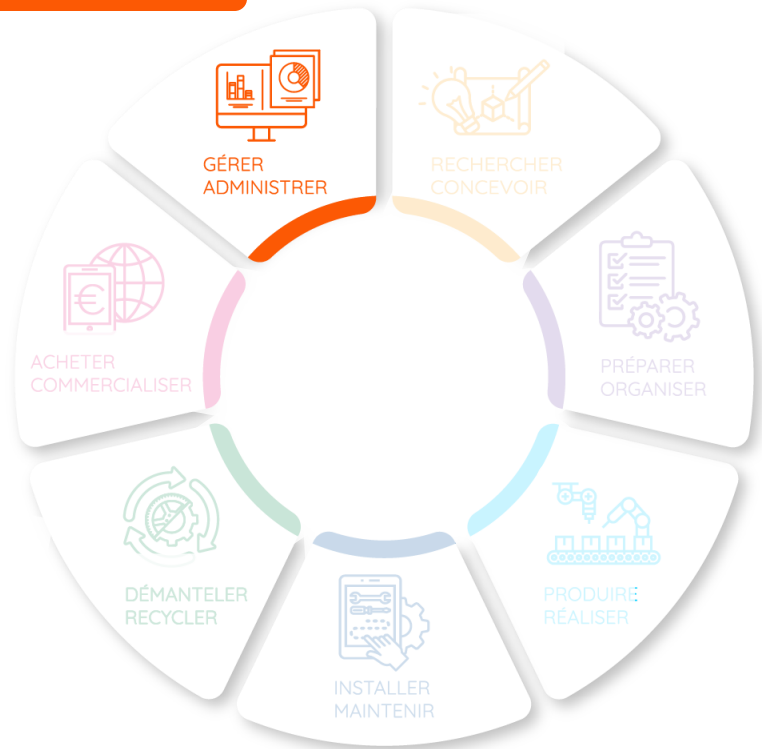 GÉRER
ADMINISTRER
RECHERCHER
CONCEVOIR
PRÉPARER
ORGANISER
PRODUIRE
RÉALISER
INSTALLER
MAINTENIR
DÉMANTELER
RECYCLER
ACHETER
COMMERCIALISER
€